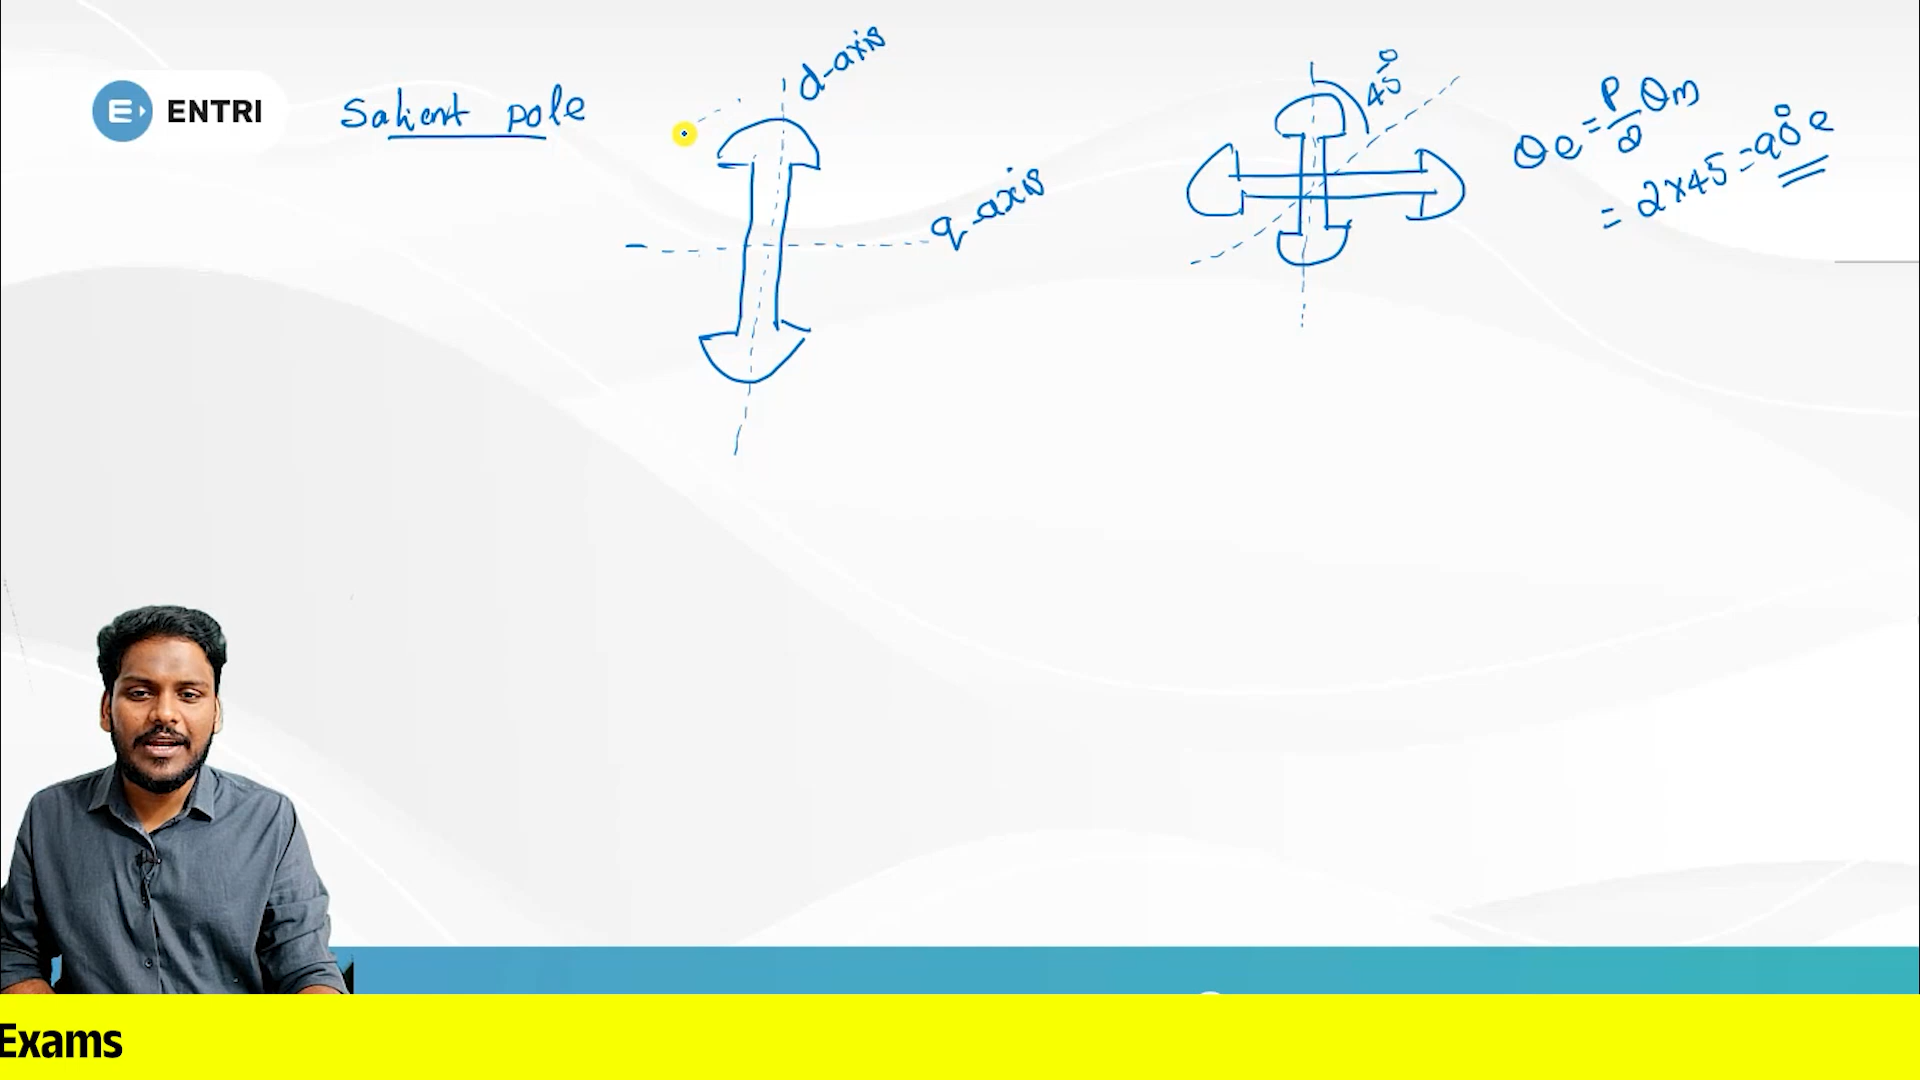 ENTRI
Salient pole
d-axis
q-axis
45°
θe = P/2 θm
= 2×45 = 90°e
Exams